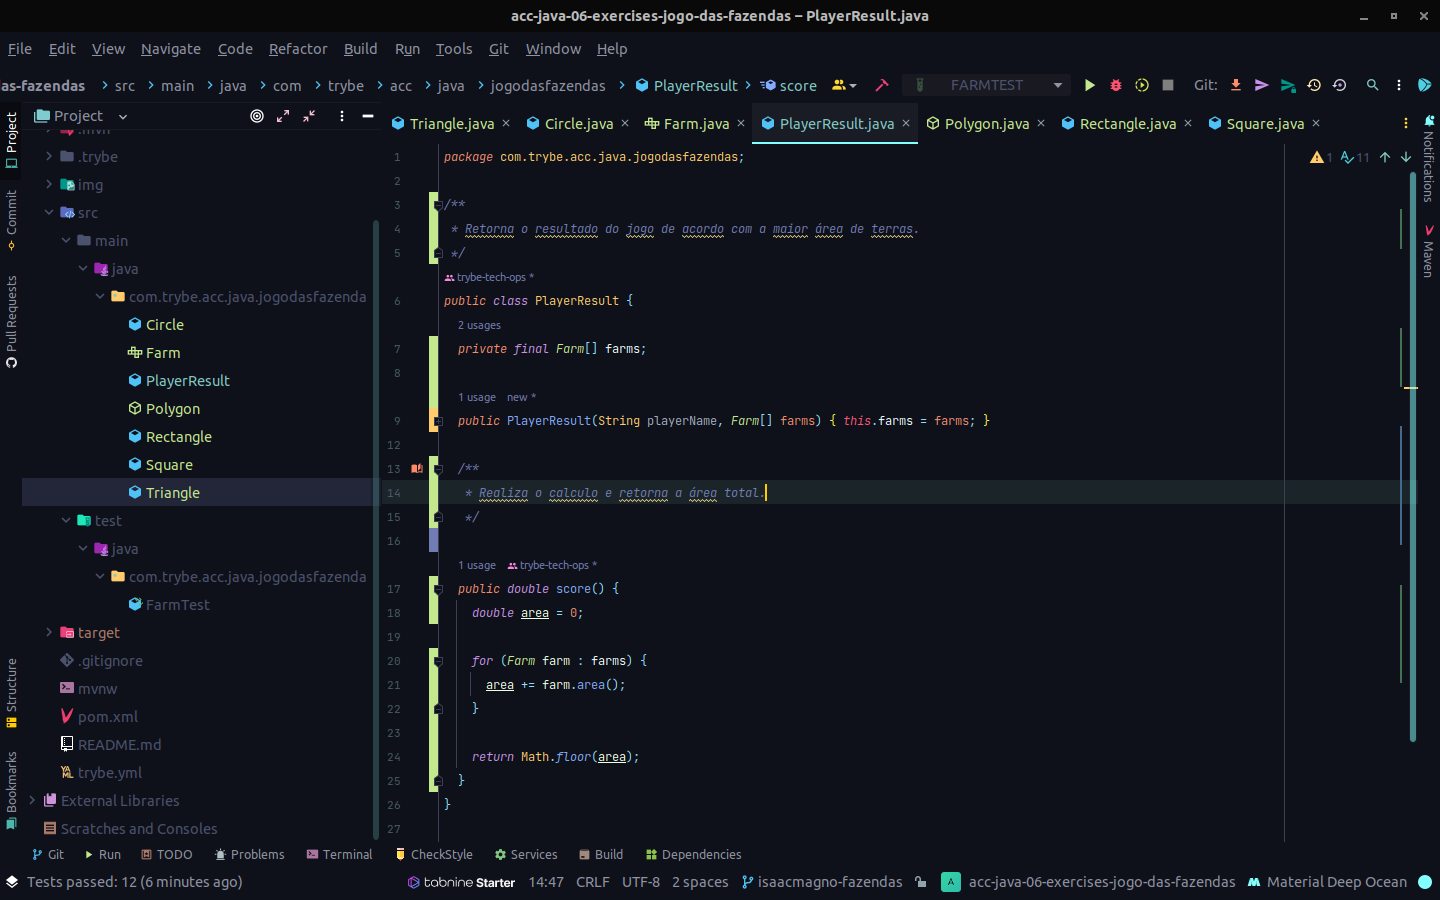 acc-java-06-exercises-jogo-das-fazendas – PlayerResult.java
File Edit View Navigate Code Refactor Build Run Tools Git Window Help
as-fazendas src main java com trybe acc java jogodasfazendas PlayerResult score FARMTEST Git:
Project
Triangle.java Circle.java Farm.java PlayerResult.java Polygon.java Rectangle.java Square.java
.mvn
.trybe
img
src
main
java
com.trybe.acc.java.jogodasfazenda
Circle
Farm
PlayerResult
Polygon
Rectangle
Square
Triangle
test
java
com.trybe.acc.java.jogodasfazenda
FarmTest
target
.gitignore
mvnw
pom.xml
README.md
trybe.yml
External Libraries
Scratches and Consoles
Project
Commit
Pull Requests
Structure
Bookmarks
1 package com.trybe.acc.java.jogodasfazendas;
1 11
2
3 /**
4 * Retorna o resultado do jogo de acordo com a maior área de terras.
5 */
trybe-tech-ops *
6 public class PlayerResult {
2 usages
7 private final Farm[] farms;
8
1 usage new *
9 public PlayerResult(String playerName, Farm[] farms) { this.farms = farms; }
12
13 /**
14 * Realiza o calculo e retorna a área total.
15 */
16
1 usage trybe-tech-ops *
17 public double score() {
18 double area = 0;
19
20 for (Farm farm : farms) {
21 area += farm.area();
22 }
23
24 return Math.floor(area);
25 }
26 }
27
Notifications
Maven
Git Run TODO Problems Terminal CheckStyle Services Build Dependencies
Tests passed: 12 (6 minutes ago) tabnine Starter 14:47 CRLF UTF-8 2 spaces isaacmagno-fazendas A acc-java-06-exercises-jogo-das-fazendas Material Deep Ocean